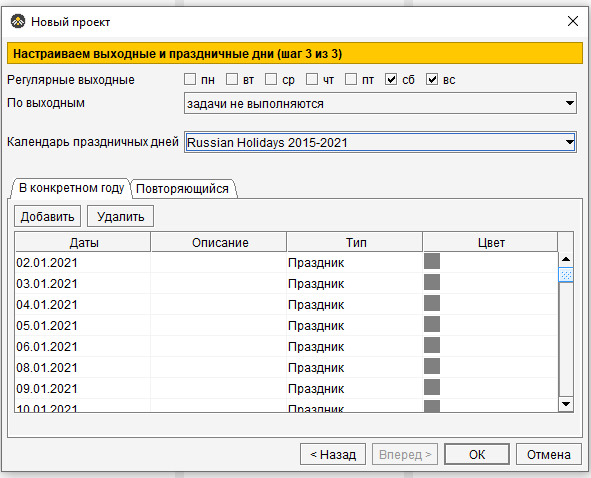 Новый проект
Настраиваем выходные и праздничные дни (шаг 3 из 3)
Регулярные выходные пн вт ср чт пт сб вс
По выходным задачи не выполняются
Календарь праздничных дней Russian Holidays 2015-2021
В конкретном году Повторяющийся
Добавить Удалить
Даты Описание Тип Цвет
02.01.2021 Праздник
03.01.2021 Праздник
04.01.2021 Праздник
05.01.2021 Праздник
06.01.2021 Праздник
08.01.2021 Праздник
09.01.2021 Праздник
10.01.2021 Праздник
< Назад Вперед > OK Отмена